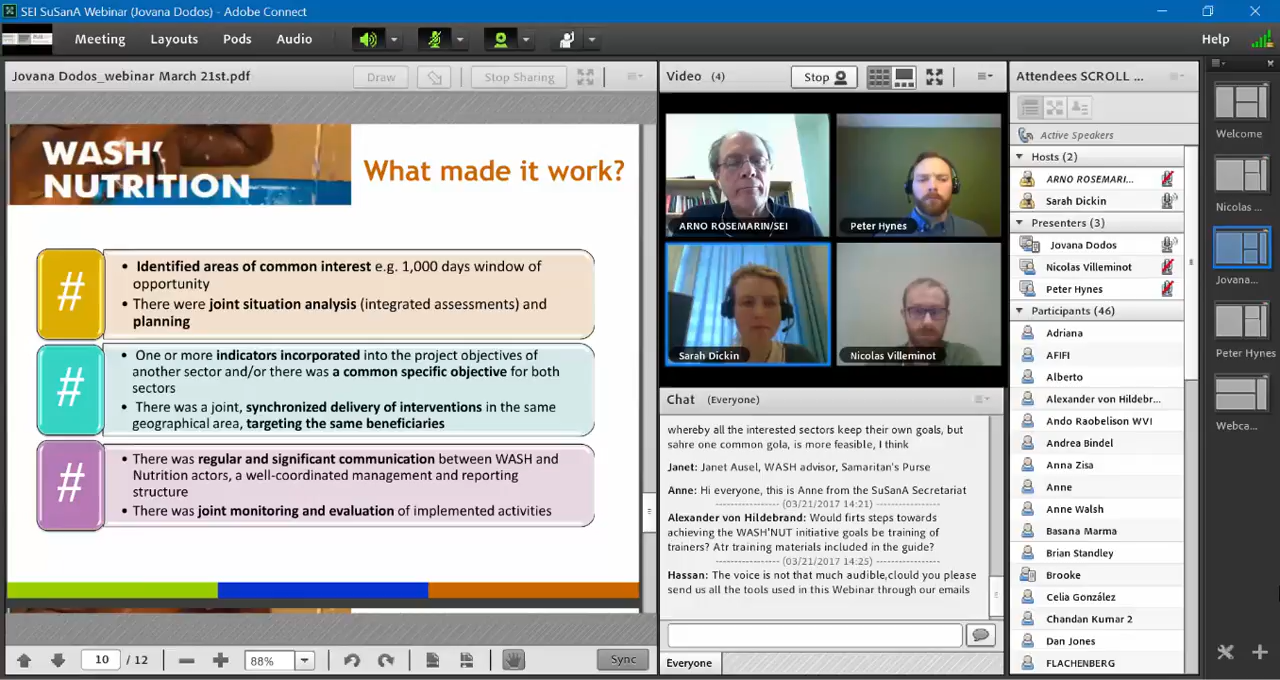 SEI SuSanA Webinar (Jovana Dodos) - Adobe Connect
Meeting Layouts Pods Audio Help
Jovana Dodos_webinar March 21st.pdf
Draw
Stop Sharing
WASH'
NUTRITION
What made it work?
#
• Identified areas of common interest e.g. 1,000 days window of
opportunity
• There were joint situation analysis (integrated assessments) and
planning
#
• One or more indicators incorporated into the project objectives of
another sector and/or there was a common specific objective for both
sectors
• There was a joint, synchronized delivery of interventions in the same
geographical area, targeting the same beneficiaries
#
• There was regular and significant communication between WASH and
Nutrition actors, a well-coordinated management and reporting
structure
• There was joint monitoring and evaluation of implemented activities
10 / 12
88%
Sync
Video (4)
Stop
ARNO ROSEMARIN/SEI
Peter Hynes
Sarah Dickin
Nicolas Villeminot
Chat (Everyone)
whereby all the interested sectors keep their own goals, but
sahre one common gola, is more feasible, I think
Janet: Janet Ausel, WASH advisor, Samaritan's Purse
Anne: Hi everyone, this is Anne from the SuSanA Secretariat
---------------- (03/21/2017 14:21) ----------------
Alexander von Hildebrand: Would firts steps towards
achieving the WASH'NUT initiative goals be training of
trainers? Atr training materials included in the guide?
---------------- (03/21/2017 14:25) ----------------
Hassan: The voice is not that much audible,clould you please
send us all the tools used in this Webinar through our emails
Everyone
Attendees SCROLL ...
Active Speakers
Hosts (2)
ARNO ROSEMARI...
Sarah Dickin
Presenters (3)
Jovana Dodos
Nicolas Villeminot
Peter Hynes
Participants (46)
Adriana
AFIFI
Alberto
Alexander von Hildebr...
Ando Raobelison WVI
Andrea Bindel
Anna Zisa
Anne
Anne Walsh
Basana Marma
Brian Standley
Brooke
Celia González
Chandan Kumar 2
Dan Jones
FLACHENBERG
Welcome
Nicolas ...
Jovana...
Peter Hynes
Webca...